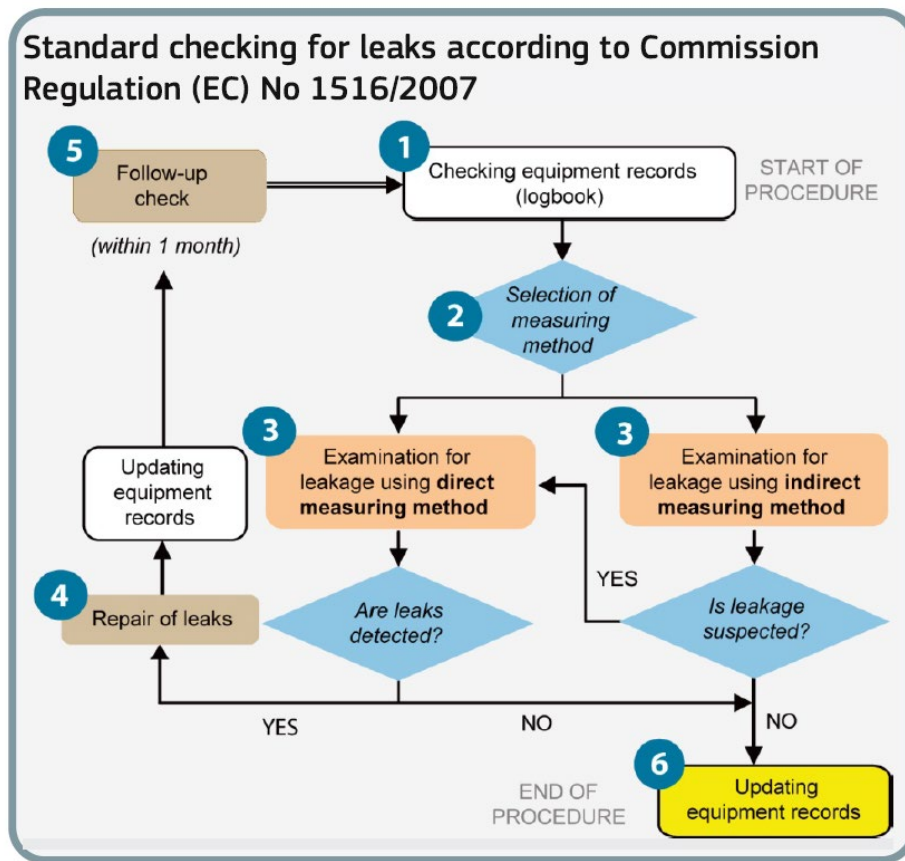 Standard checking for leaks according to Commission
Regulation (EC) No 1516/2007
5
Follow-up
check
(within 1 month)
1
Checking equipment records
(logbook)
START OF
PROCEDURE
2
Selection of
measuring
method
3
Examination for
leakage using direct
measuring method
3
Examination for
leakage using indirect
measuring method
Updating
equipment
records
YES
4
Repair of leaks
Are leaks
detected?
Is leakage
suspected?
YES
NO
NO
6
Updating
equipment records
END OF
PROCEDURE